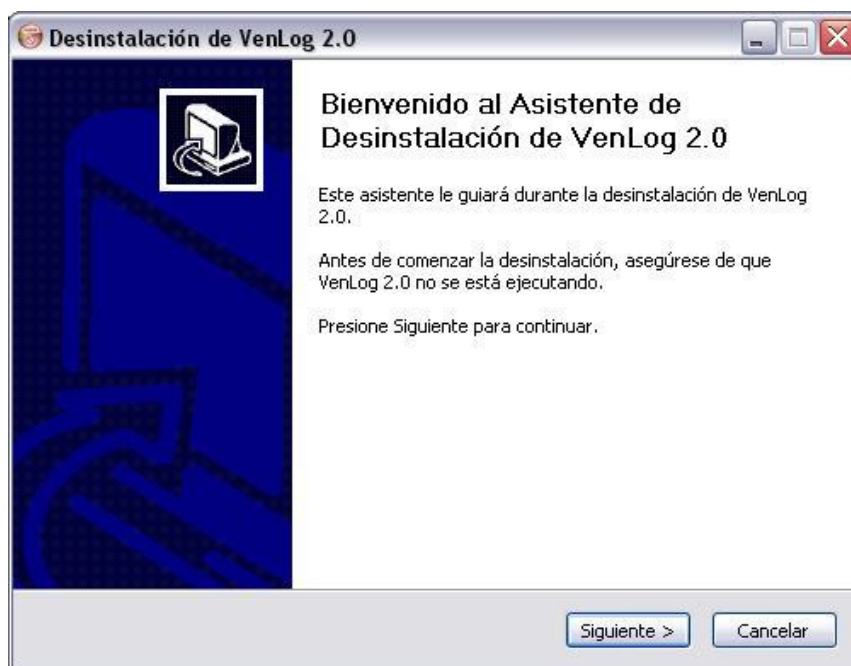 Desinstalación de VenLog 2.0
Bienvenido al Asistente de
Desinstalación de VenLog 2.0
Este asistente le guiará durante la desinstalación de VenLog
2.0.
Antes de comenzar la desinstalación, asegúrese de que
VenLog 2.0 no se está ejecutando.
Presione Siguiente para continuar.
Siguiente >
Cancelar